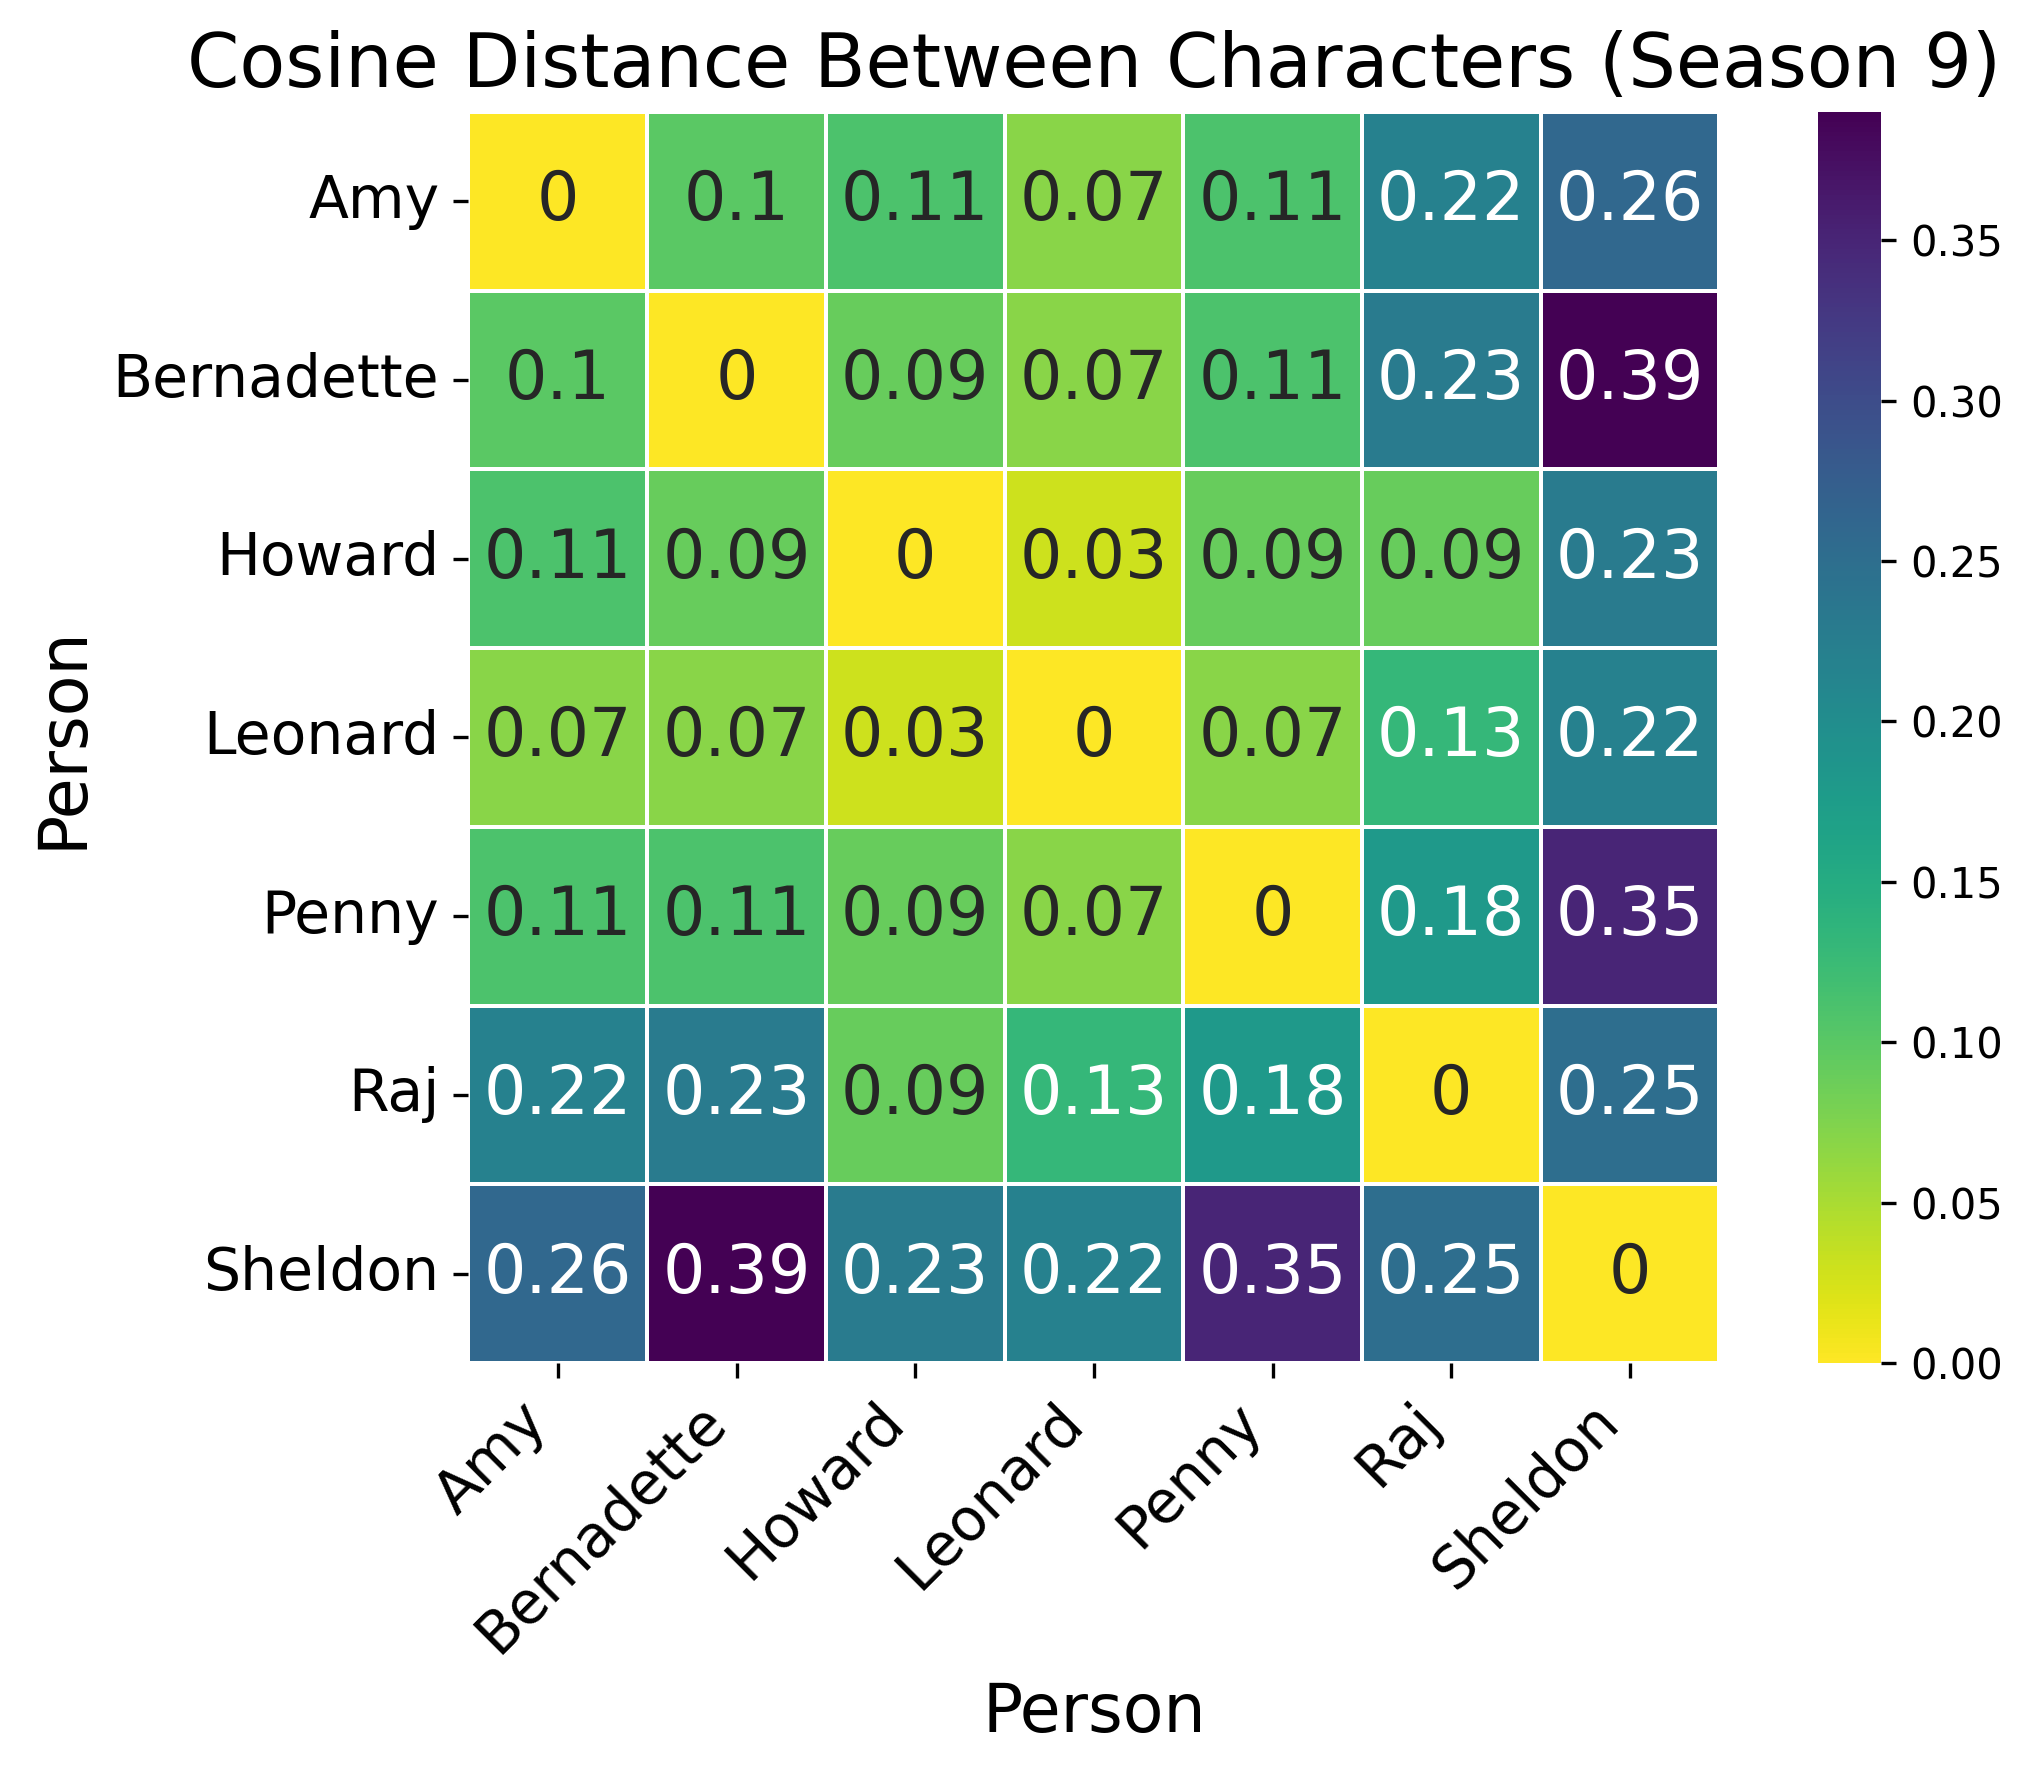 Cosine Distance Between Characters (Season 9)
Amy 0 0.1 0.11 0.07 0.11 0.22 0.26
Bernadette 0.1 0 0.09 0.07 0.11 0.23 0.39
Howard 0.11 0.09 0 0.03 0.09 0.09 0.23
Leonard 0.07 0.07 0.03 0 0.07 0.13 0.22
Penny 0.11 0.11 0.09 0.07 0 0.18 0.35
Raj 0.22 0.23 0.09 0.13 0.18 0 0.25
Sheldon 0.26 0.39 0.23 0.22 0.35 0.25 0
Person
Amy
Bernadette
Howard
Leonard
Penny
Raj
Sheldon
Person
0.35
0.30
0.25
0.20
0.15
0.10
0.05
0.00